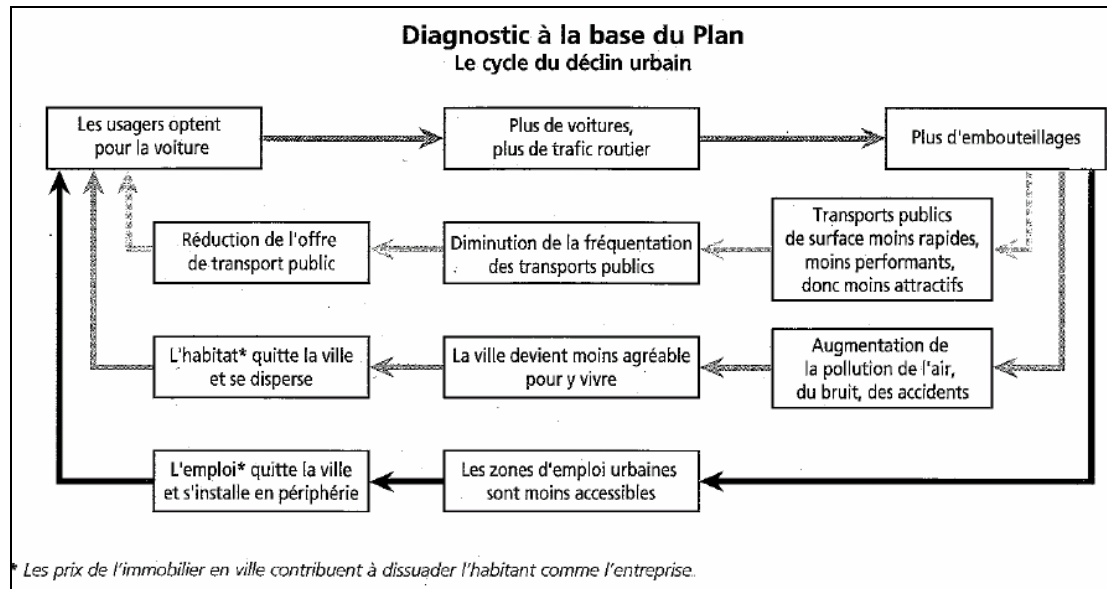 Diagnostic à la base du Plan
Le cycle du déclin urbain
Les usagers optent
pour la voiture
Plus de voitures,
plus de trafic routier
Plus d'embouteillages
Réduction de l'offre
de transport public
Diminution de la fréquentation
des transports publics
Transports publics
de surface moins rapides,
moins performants,
donc moins attractifs
L'habitat* quitte la ville
et se disperse
La ville devient moins agréable
pour y vivre
Augmentation de
la pollution de l'air,
du bruit, des accidents
L'emploi* quitte la ville
et s'installe en périphérie
Les zones d'emploi urbaines
sont moins accessibles
* Les prix de l'immobilier en ville contribuent à dissuader l'habitant comme l'entreprise.